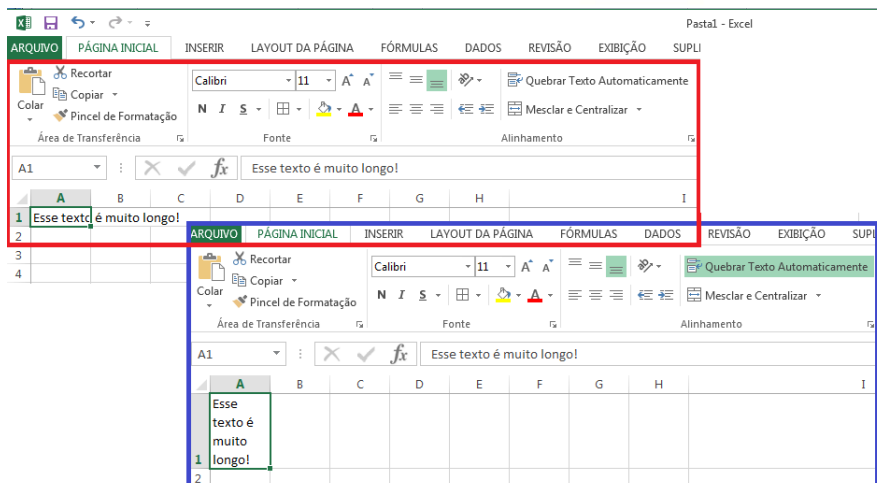 Pasta1 - Excel
ARQUIVO PÁGINA INICIAL INSERIR LAYOUT DA PÁGINA FÓRMULAS DADOS REVISÃO EXIBIÇÃO SUPLI
Recortar
Calibri 11 A A Quebrar Texto Automaticamente
Copiar
Colar
N I S A Mesclar e Centralizar
Pincel de Formatação
Área de Transferência Fonte Alinhamento
A1 fx Esse texto é muito longo!
A B C D E F G H I
1 Esse texto é muito longo!
2
3
4
ARQUIVO PÁGINA INICIAL INSERIR LAYOUT DA PÁGINA FÓRMULAS DADOS REVISÃO EXIBIÇÃO SUPL
Recortar
Calibri 11 A A Quebrar Texto Automaticamente
Copiar
Colar
N I S A Mesclar e Centralizar
Pincel de Formatação
Área de Transferência Fonte Alinhamento
A1 fx Esse texto é muito longo!
A B C D E F G H I
Esse
texto é
muito
1 longo!
2